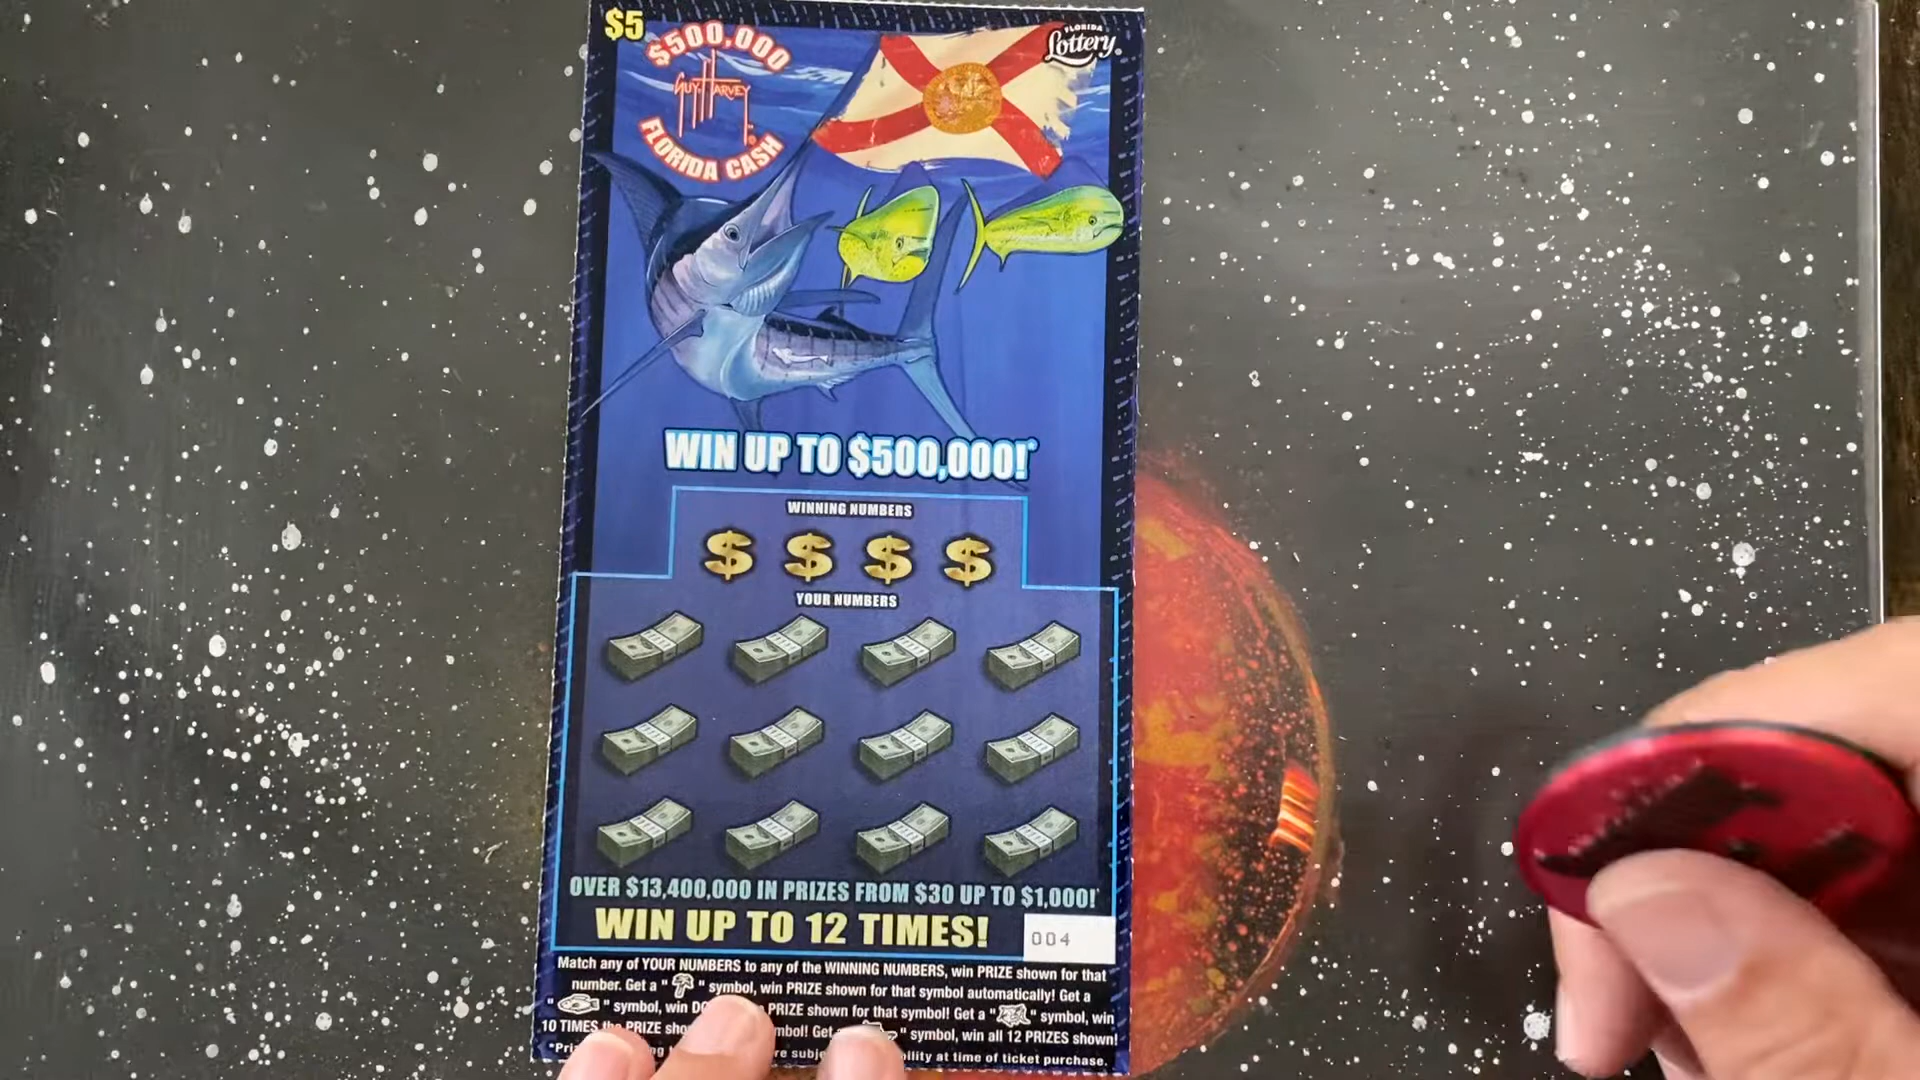 $5
$500,000
GUY HARVEY
FLORIDA CASH
FLORIDA
Lottery
WIN UP TO $500,000!*
WINNING NUMBERS
$ $ $ $
YOUR NUMBERS
OVER $13,400,000 IN PRIZES FROM $30 UP TO $1,000!*
WIN UP TO 12 TIMES!
004
Match any of YOUR NUMBERS to any of the WINNING NUMBERS, win PRIZE shown for that
number. Get a " " symbol, win PRIZE shown for that symbol automatically! Get a
" " symbol, win PRIZE shown for that symbol! Get a " " symbol, win
10 TIMES the PRIZE Get " symbol, win all 12 PRIZES shown!
at time of ticket purchase.